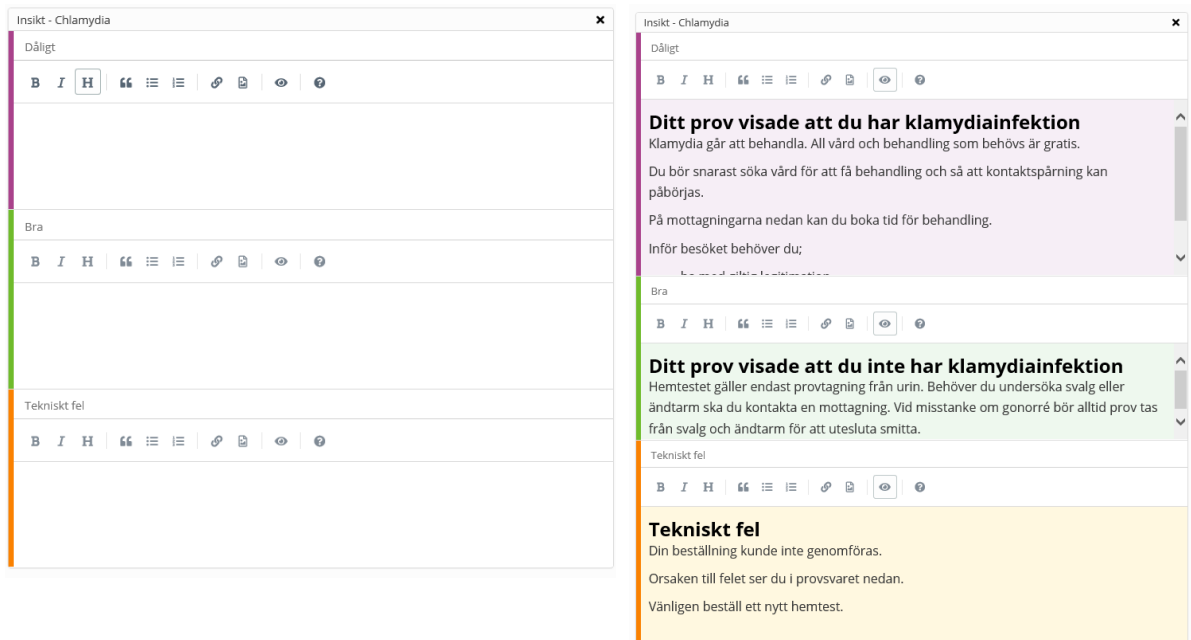 Insikt - Chlamydia
Dåligt
B I H
Bra
B I H
Tekniskt fel
B I H
Insikt - Chlamydia
Dåligt
B I H
Ditt prov visade att du har klamydiainfektion
Klamydia går att behandla. All vård och behandling som behövs är gratis.
Du bör snarast söka vård för att få behandling och så att kontaktspårning kan
påbörjas.
På mottagningarna nedan kan du boka tid för behandling.
Inför besöket behöver du;
ha med giltig legitimation
Bra
B I H
Ditt prov visade att du inte har klamydiainfektion
Hemtestet gäller endast provtagning från urin. Behöver du undersöka svalg eller
ändtarm ska du kontakta en mottagning. Vid misstanke om gonorré bör alltid prov tas
från svalg och ändtarm för att utesluta smitta.
Tekniskt fel
B I H
Tekniskt fel
Din beställning kunde inte genomföras.
Orsaken till felet ser du i provsvaret nedan.
Vänligen beställ ett nytt hemtest.